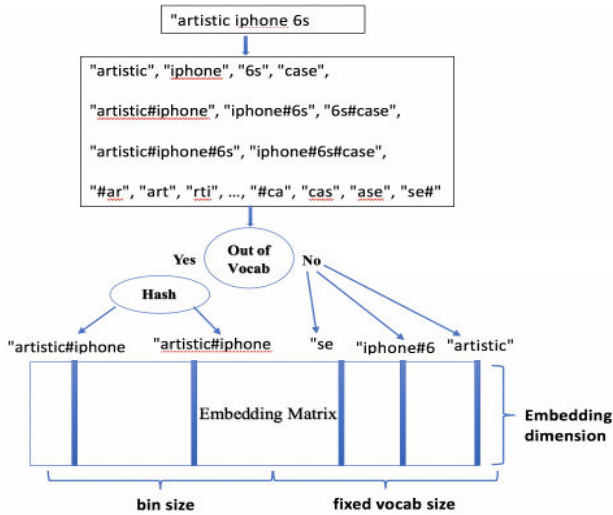 "artistic iphone 6s
"artistic", "iphone", "6s", "case",
"artistic#iphone", "iphone#6s", "6s#case",
"artistic#iphone#6s", "iphone#6s#case",
"#ar", "art", "rti", ..., "#ca", "cas", "ase", "se#"
Yes
Out of
Vocab
No
Hash
"artistic#iphone
"artistic#iphone
"se
"iphone#6
"artistic"
Embedding Matrix
Embedding
dimension
bin size
fixed vocab size